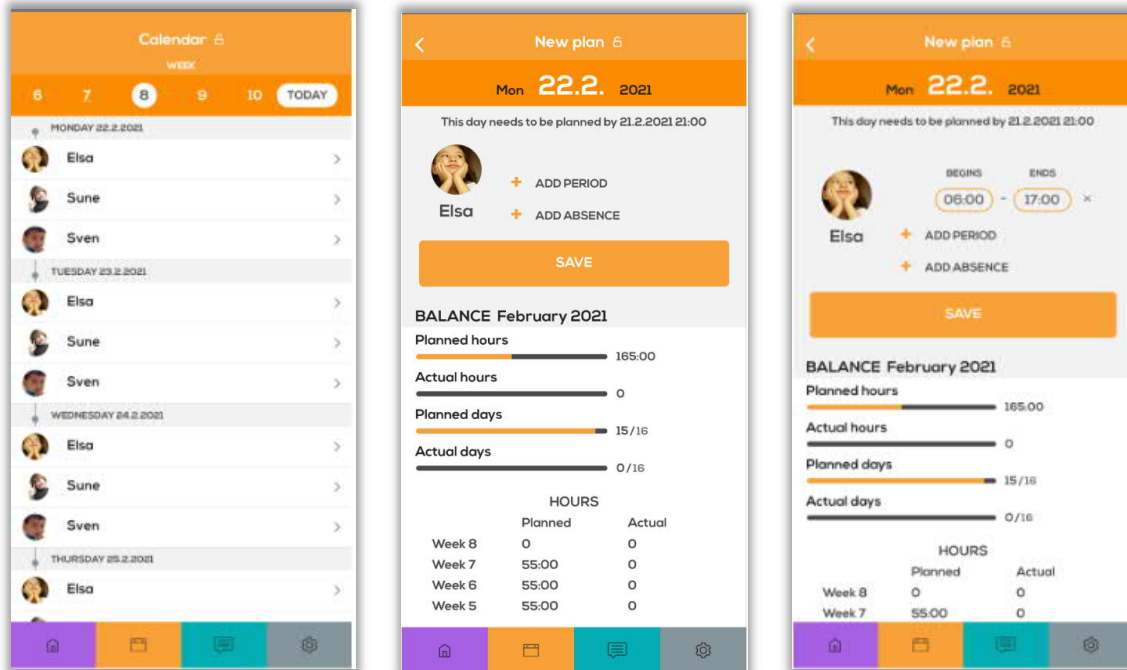 Calendar
WEEK
6 7 8 9 10 TODAY
MONDAY 22.2.2021
Elsa
Sune
Sven
TUESDAY 23.2.2021
Elsa
Sune
Sven
WEDNESDAY 24.2.2021
Elsa
Sune
Sven
THURSDAY 25.2.2021
Elsa
New plan
Mon 22.2. 2021
This day needs to be planned by 21.2.2021 21:00
+ ADD PERIOD
Elsa
+ ADD ABSENCE
SAVE
BALANCE February 2021
Planned hours
165:00
Actual hours
0
Planned days
15/16
Actual days
0/16
HOURS
Planned Actual
Week 8 0 0
Week 7 55:00 0
Week 6 55:00 0
Week 5 55:00 0
New plan
Mon 22.2. 2021
This day needs to be planned by 21.2.2021 21:00
BEGINS ENDS
06:00 - 17:00 ×
Elsa
+ ADD PERIOD
+ ADD ABSENCE
SAVE
BALANCE February 2021
Planned hours
165:00
Actual hours
0
Planned days
15/16
Actual days
0/16
HOURS
Planned Actual
Week 8 0 0
Week 7 55:00 0